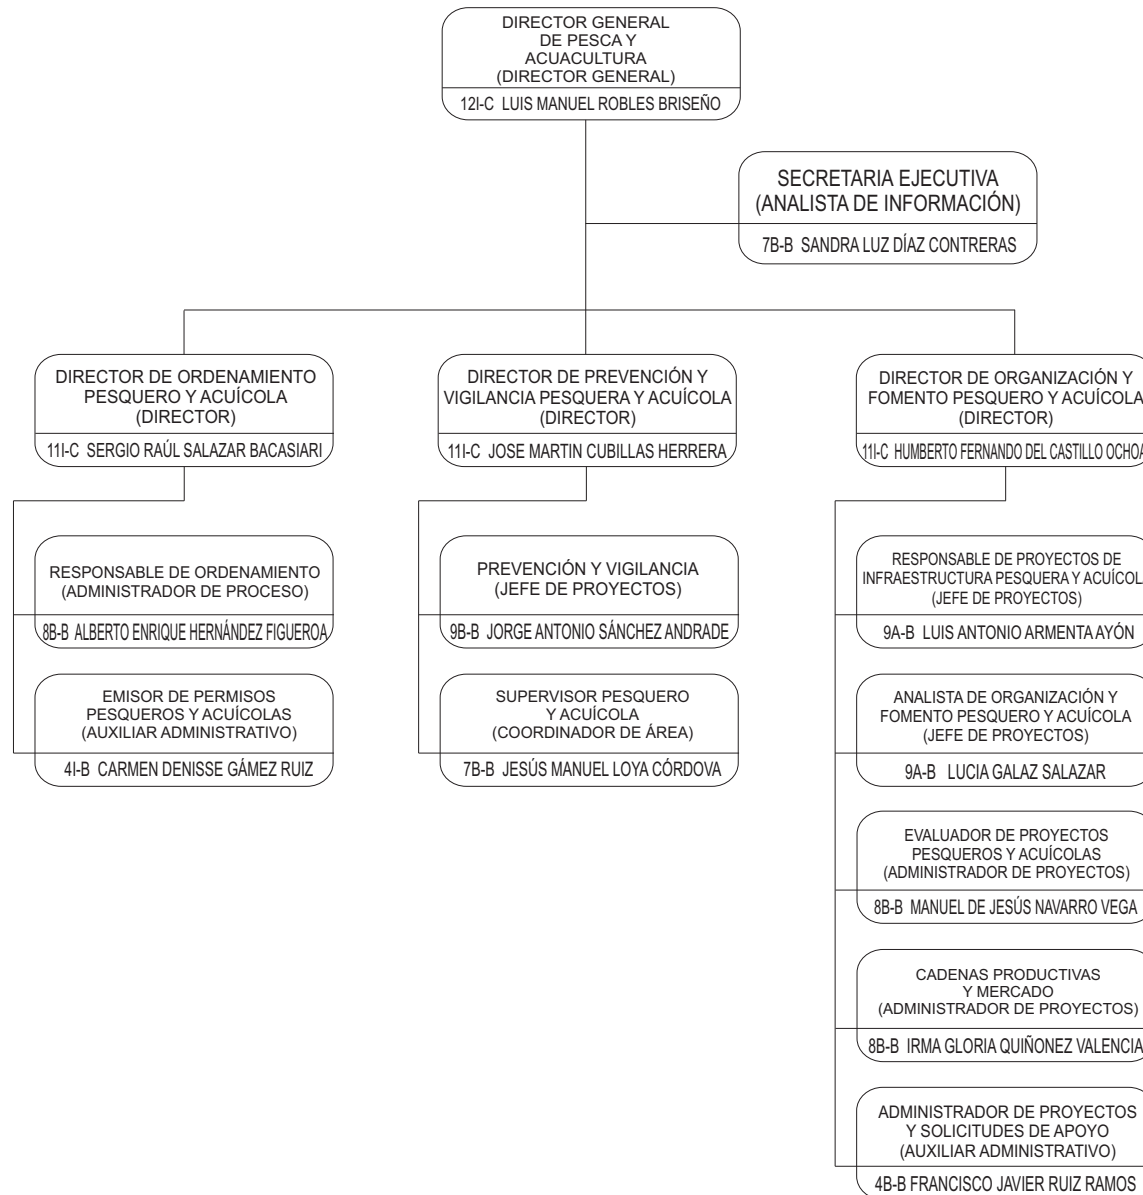 DIRECTOR GENERAL
DE PESCA Y
ACUACULTURA
(DIRECTOR GENERAL)
12I-C LUIS MANUEL ROBLES BRISEÑO
SECRETARIA EJECUTIVA
(ANALISTA DE INFORMACIÓN)
7B-B SANDRA LUZ DÍAZ CONTRERAS
DIRECTOR DE ORDENAMIENTO
PESQUERO Y ACUÍCOLA
(DIRECTOR)
11I-C SERGIO RAÚL SALAZAR BACASIARI
DIRECTOR DE PREVENCIÓN Y
VIGILANCIA PESQUERA Y ACUÍCOLA
(DIRECTOR)
11I-C JOSE MARTIN CUBILLAS HERRERA
DIRECTOR DE ORGANIZACIÓN Y
FOMENTO PESQUERO Y ACUÍCOLA
(DIRECTOR)
11I-C HUMBERTO FERNANDO DEL CASTILLO OCHOA
RESPONSABLE DE ORDENAMIENTO
(ADMINISTRADOR DE PROCESO)
8B-B ALBERTO ENRIQUE HERNÁNDEZ FIGUEROA
EMISOR DE PERMISOS
PESQUEROS Y ACUÍCOLAS
(AUXILIAR ADMINISTRATIVO)
4I-B CARMEN DENISSE GÁMEZ RUIZ
PREVENCIÓN Y VIGILANCIA
(JEFE DE PROYECTOS)
9B-B JORGE ANTONIO SÁNCHEZ ANDRADE
SUPERVISOR PESQUERO
Y ACUÍCOLA
(COORDINADOR DE ÁREA)
7B-B JESÚS MANUEL LOYA CÓRDOVA
RESPONSABLE DE PROYECTOS DE
INFRAESTRUCTURA PESQUERA Y ACUÍCOLA
(JEFE DE PROYECTOS)
9A-B LUIS ANTONIO ARMENTA AYÓN
ANALISTA DE ORGANIZACIÓN Y
FOMENTO PESQUERO Y ACUÍCOLA
(JEFE DE PROYECTOS)
9A-B LUCIA GALAZ SALAZAR
EVALUADOR DE PROYECTOS
PESQUEROS Y ACUÍCOLAS
(ADMINISTRADOR DE PROYECTOS)
8B-B MANUEL DE JESÚS NAVARRO VEGA
CADENAS PRODUCTIVAS
Y MERCADO
(ADMINISTRADOR DE PROYECTOS)
8B-B IRMA GLORIA QUIÑONEZ VALENCIA
ADMINISTRADOR DE PROYECTOS
Y SOLICITUDES DE APOYO
(AUXILIAR ADMINISTRATIVO)
4B-B FRANCISCO JAVIER RUIZ RAMOS